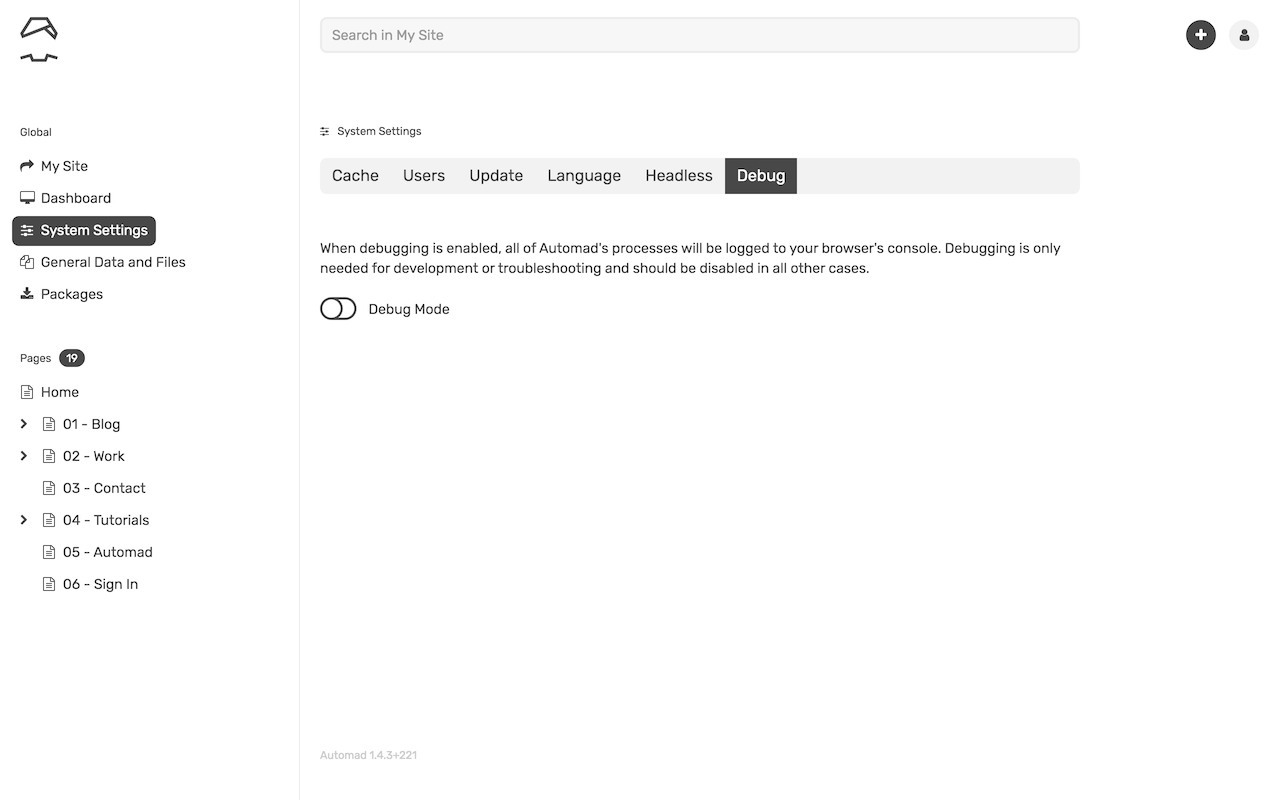 Search in My Site
Global
My Site
Dashboard
System Settings
General Data and Files
Packages
Pages 19
Home
01 - Blog
02 - Work
03 - Contact
04 - Tutorials
05 - Automad
06 - Sign In
System Settings
Cache Users Update Language Headless Debug
When debugging is enabled, all of Automad's processes will be logged to your browser's console. Debugging is only
needed for development or troubleshooting and should be disabled in all other cases.
Debug Mode
Automad 1.4.3+221